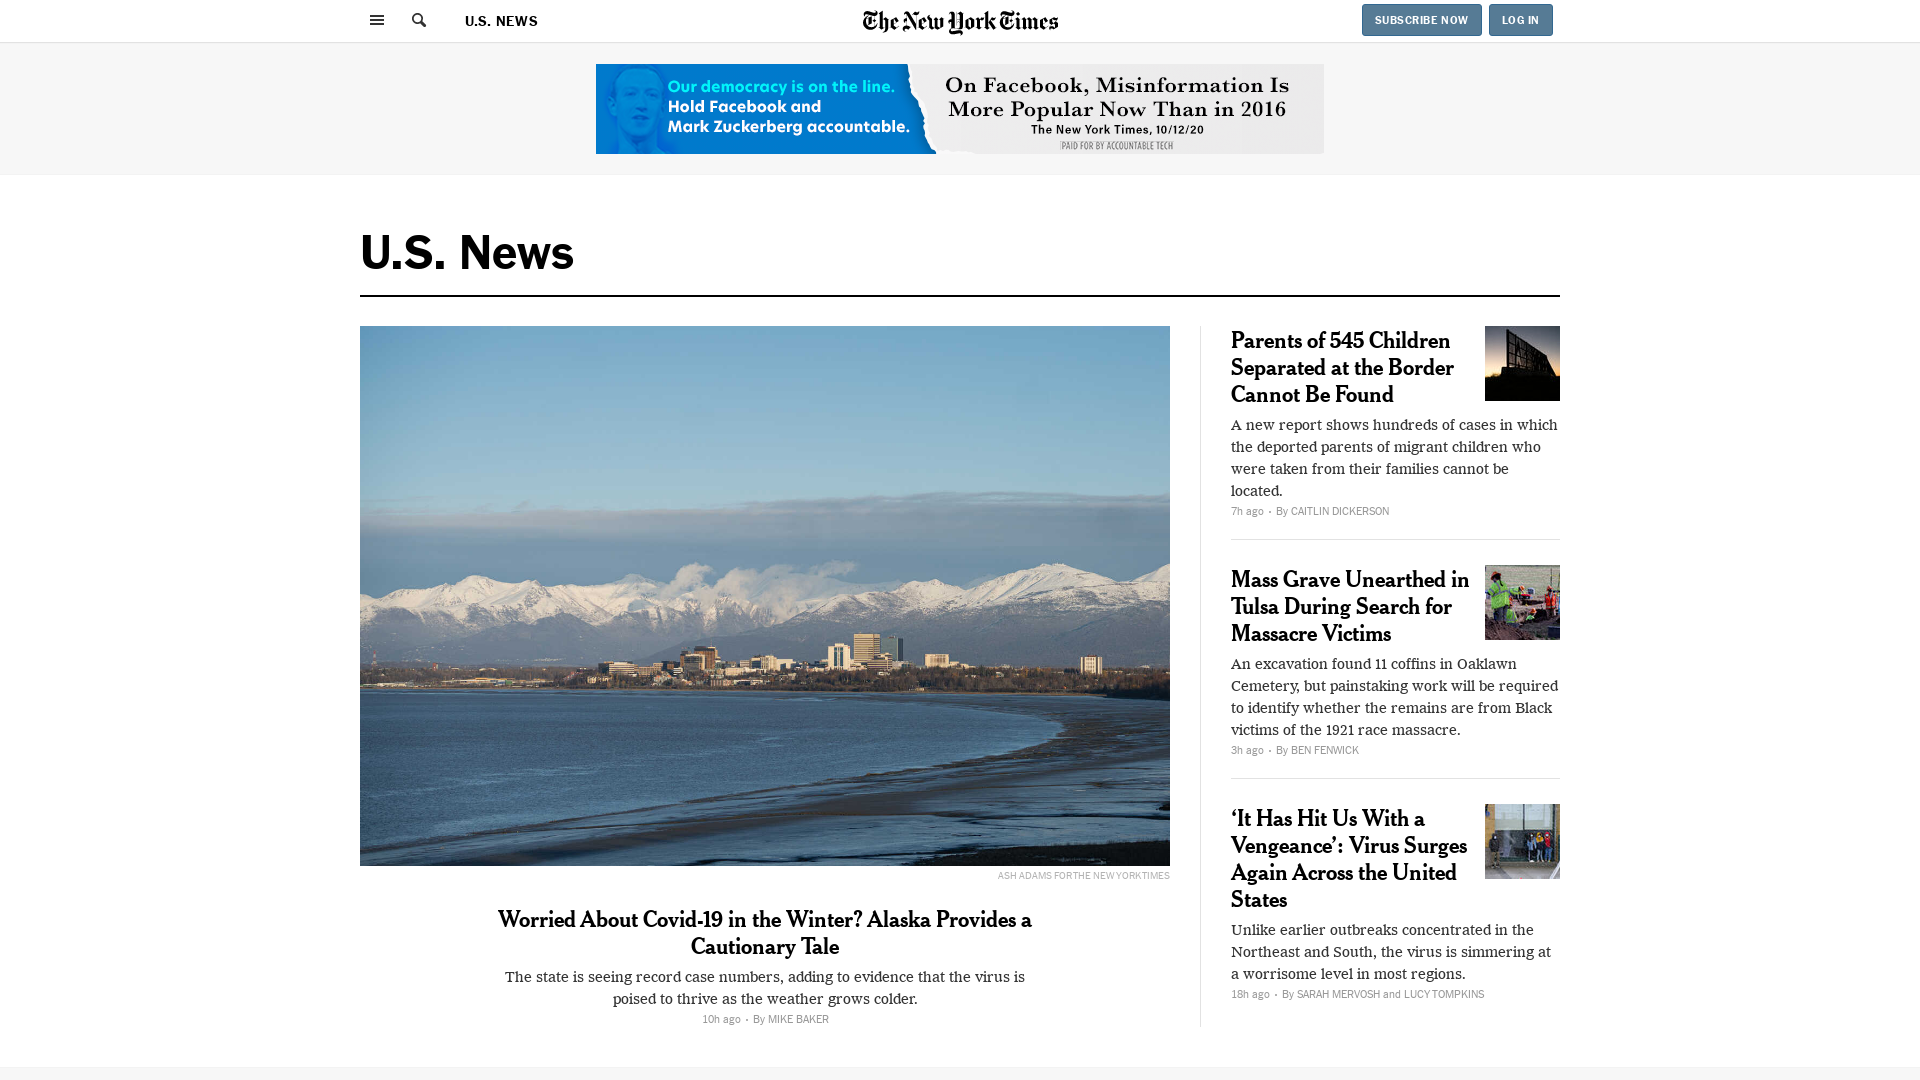 U.S. NEWS
The New York Times
SUBSCRIBE NOW
LOG IN
Our democracy is on the line.
Hold Facebook and
Mark Zuckerberg accountable.
On Facebook, Misinformation Is
More Popular Now Than in 2016
The New York Times, 10/12/20
PAID FOR BY ACCOUNTABLE TECH
U.S. News
ASH ADAMS FOR THE NEW YORK TIMES
Worried About Covid-19 in the Winter? Alaska Provides a
Cautionary Tale
The state is seeing record case numbers, adding to evidence that the virus is
poised to thrive as the weather grows colder.
10h ago · By MIKE BAKER
Parents of 545 Children
Separated at the Border
Cannot Be Found
A new report shows hundreds of cases in which
the deported parents of migrant children who
were taken from their families cannot be
located.
7h ago · By CAITLIN DICKERSON
Mass Grave Unearthed in
Tulsa During Search for
Massacre Victims
An excavation found 11 coffins in Oaklawn
Cemetery, but painstaking work will be required
to identify whether the remains are from Black
victims of the 1921 race massacre.
3h ago · By BEN FENWICK
‘It Has Hit Us With a
Vengeance’: Virus Surges
Again Across the United
States
Unlike earlier outbreaks concentrated in the
Northeast and South, the virus is simmering at
a worrisome level in most regions.
18h ago · By SARAH MERVOSH and LUCY TOMPKINS